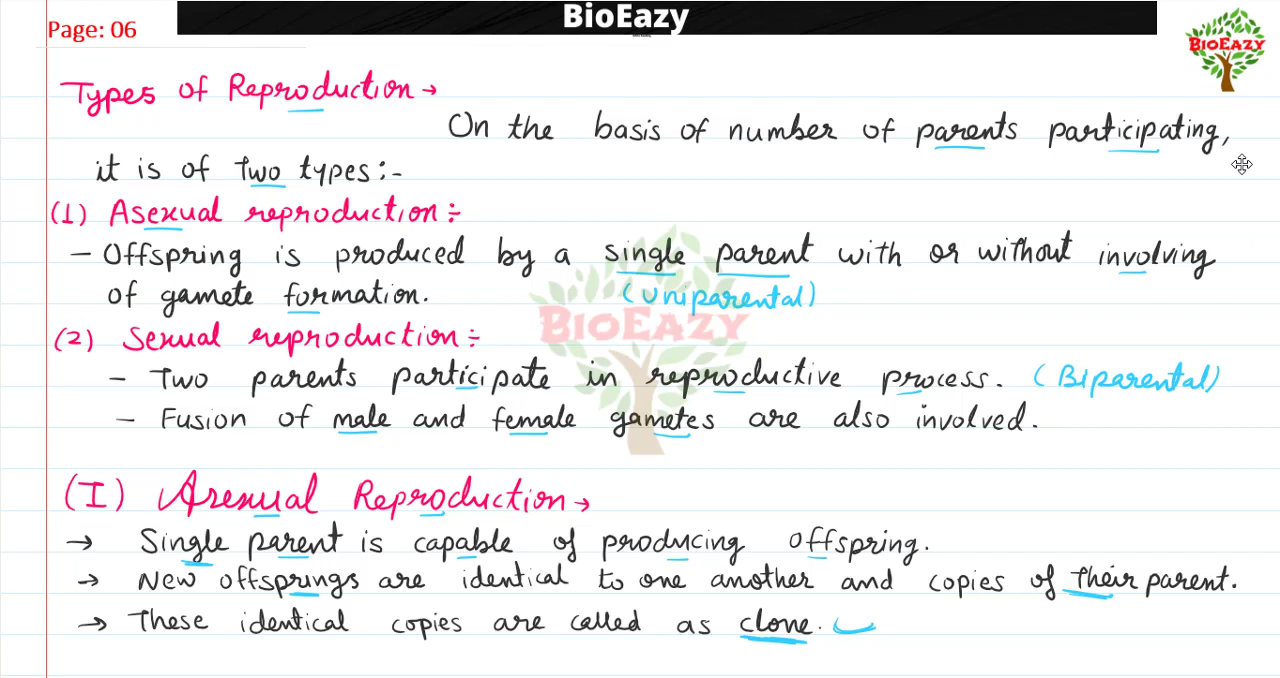 BioEazy
Page: 06
BIOEAZY
Types of Reproduction →
On the basis of number of parents participating,
it is of Two types:-
(1) Asexual reproduction ÷
- Offspring is produced by a single parent with or without involving
of gamete formation. (Uniparental)
BIOEAZY
(2) Sexual reproduction ÷
- Two parents participate in reproductive process. (Biparental)
- Fusion of male and female gametes are also involved.
(I) Asexual Reproduction →
→ Single parent is capable of producing offspring.
→ New offsprings are identical to one another and copies of their parent.
→ These identical copies are called as clone.